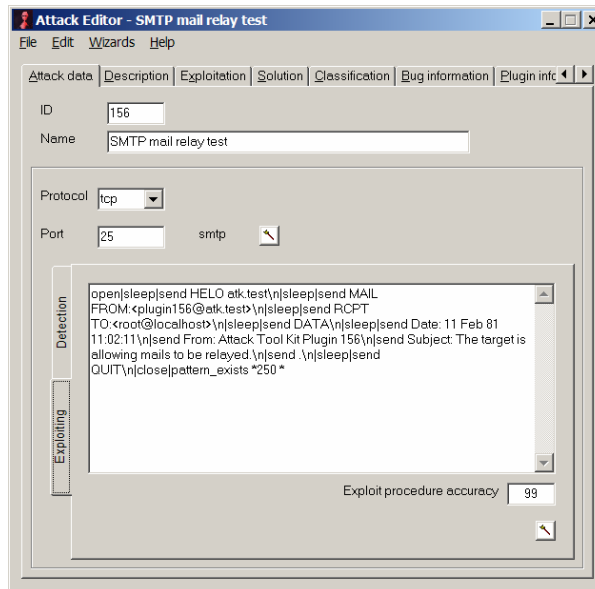 Attack Editor - SMTP mail relay test
File Edit Wizards Help
Attack data Description Exploitation Solution Classification Bug information Plugin infc
ID 156
Name SMTP mail relay test
Protocol tcp
Port 25 smtp
Detection
Exploiting
open|sleep|send HELO atk.test\n|sleep|send MAIL
FROM:<plugin156@atk.test>\n|sleep|send RCPT
TO:<root@localhost>\n|sleep|send DATA\n|sleep|send Date: 11 Feb 81
11:02:11\n|send From: Attack Tool Kit Plugin 156\n|send Subject: The target is
allowing mails to be relayed.\n|send .\n|sleep|send
QUIT\n|close|pattern_exists *250 *
Exploit procedure accuracy 99